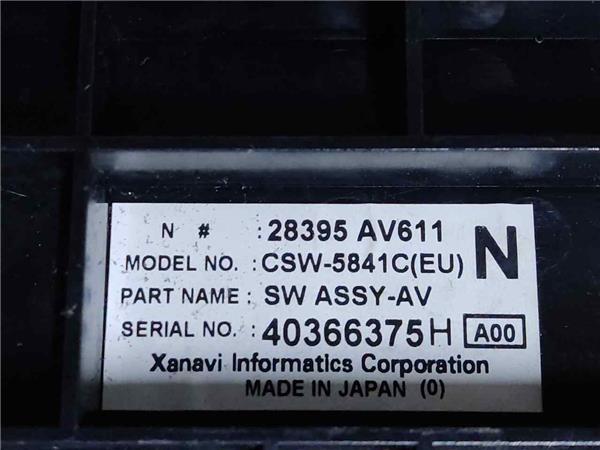 N # : 28395 AV611 N
MODEL NO. : CSW-5841C(EU)
PART NAME : SW ASSY-AV
SERIAL NO. : 40366375H A00
Xanavi Informatics Corporation
MADE IN JAPAN (0)